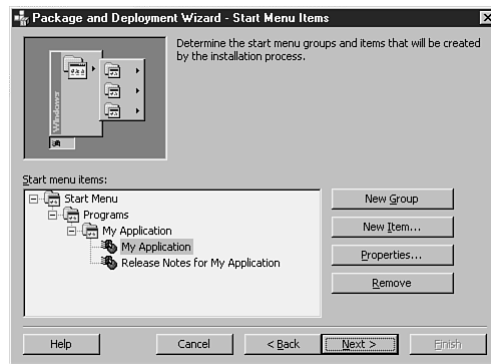 Package and Deployment Wizard - Start Menu Items
Determine the start menu groups and items that will be created
by the installation process.
Windows
Start menu items:
Start Menu
Programs
My Application
My Application
Release Notes for My Application
New Group
New Item...
Properties...
Remove
Help
Cancel
< Back
Next >
Finish